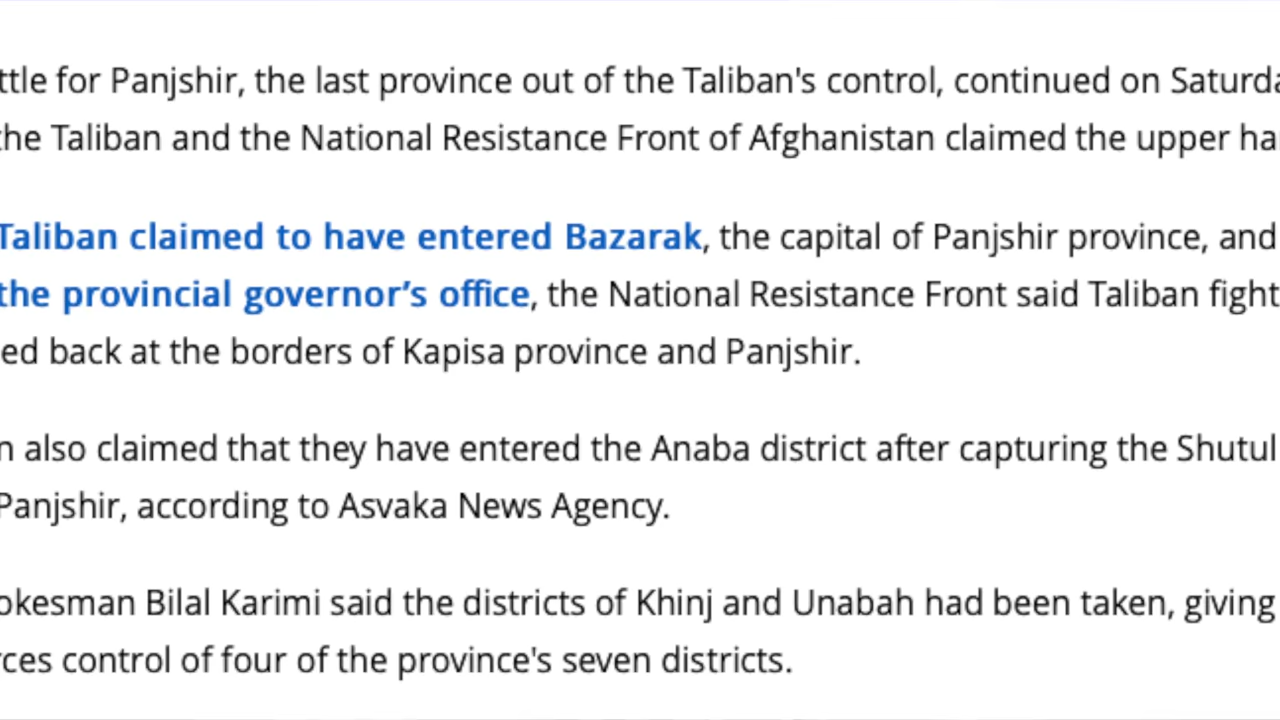 ttle for Panjshir, the last province out of the Taliban's control, continued on Saturda
the Taliban and the National Resistance Front of Afghanistan claimed the upper ha
Taliban claimed to have entered Bazarak, the capital of Panjshir province, and
the provincial governor’s office, the National Resistance Front said Taliban fight
ed back at the borders of Kapisa province and Panjshir.
n also claimed that they have entered the Anaba district after capturing the Shutul
Panjshir, according to Asvaka News Agency.
okesman Bilal Karimi said the districts of Khinj and Unabah had been taken, giving
rces control of four of the province's seven districts.